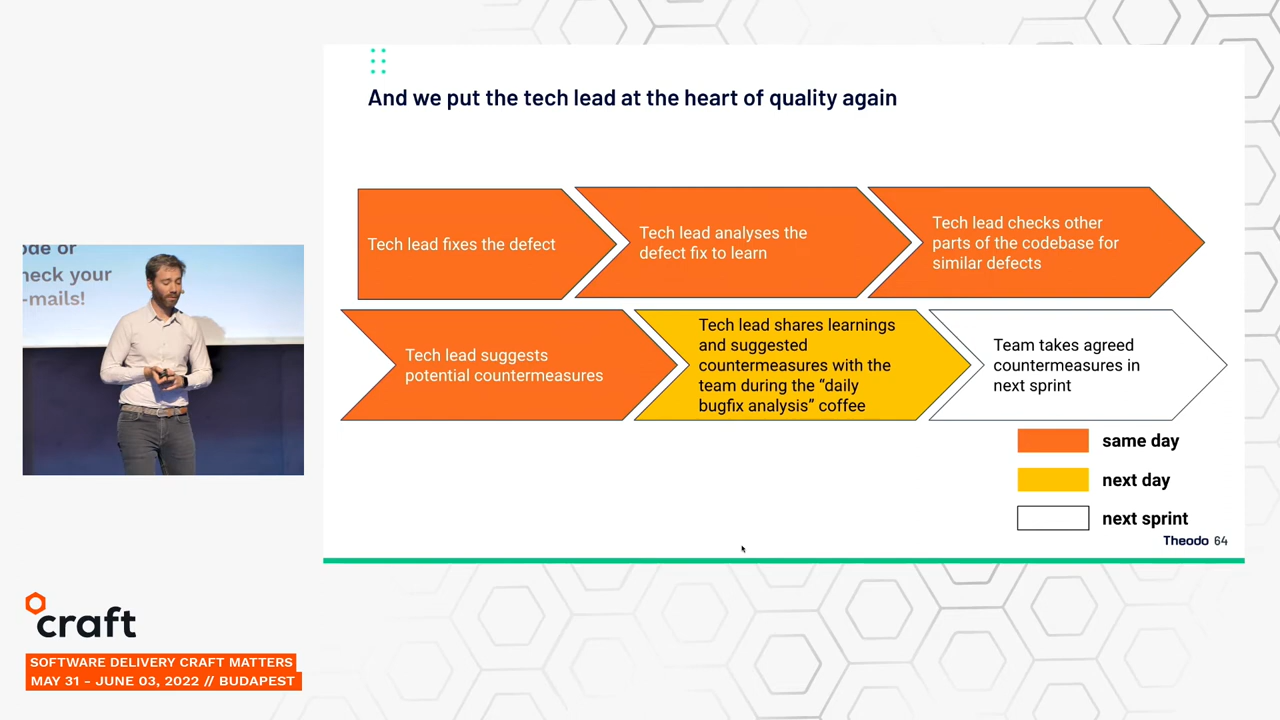 And we put the tech lead at the heart of quality again
Tech lead fixes the defect
Tech lead analyses the
defect fix to learn
Tech lead checks other
parts of the codebase for
similar defects
Tech lead suggests
potential countermeasures
Tech lead shares learnings
and suggested
countermeasures with the
team during the “daily
bugfix analysis” coffee
Team takes agreed
countermeasures in
next sprint
same day
next day
next sprint
Theodo 64
or
check your
-mails!
craft
SOFTWARE DELIVERY CRAFT MATTERS
MAY 31 - JUNE 03, 2022 // BUDAPEST